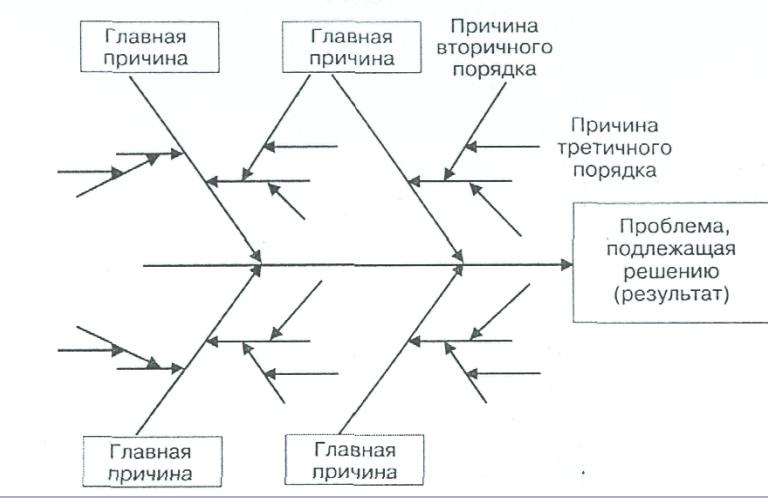 Главная
причина
Главная
причина
Причина
вторичного
порядка
Причина
третичного
порядка
Проблема,
подлежащая
решению
(результат)
Главная
причина
Главная
причина